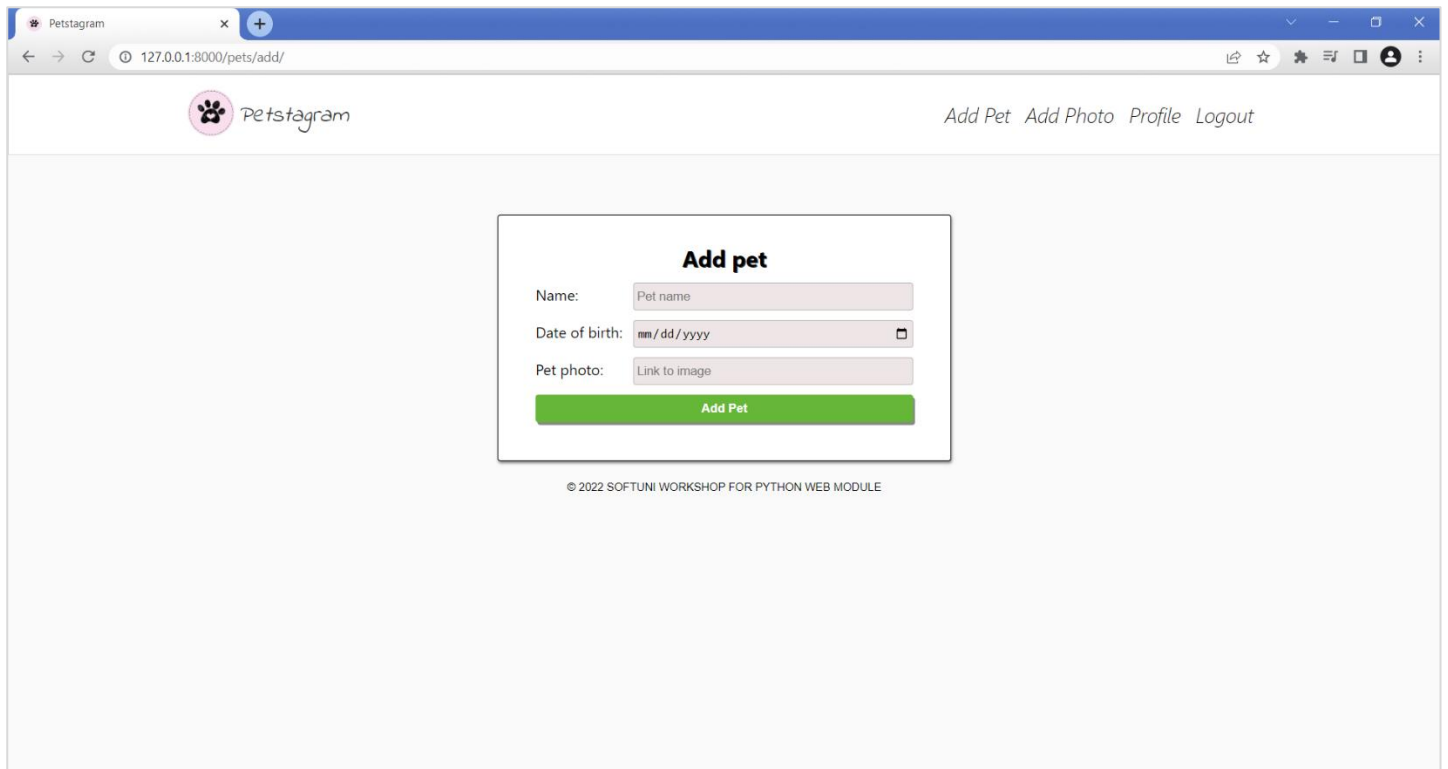 Petstagram
127.0.0.1:8000/pets/add/
Petstagram Add Pet Add Photo Profile Logout
Add pet
Name: Pet name
Date of birth: mm/dd/yyyy
Pet photo: Link to image
Add Pet
© 2022 SOFTUNI WORKSHOP FOR PYTHON WEB MODULE